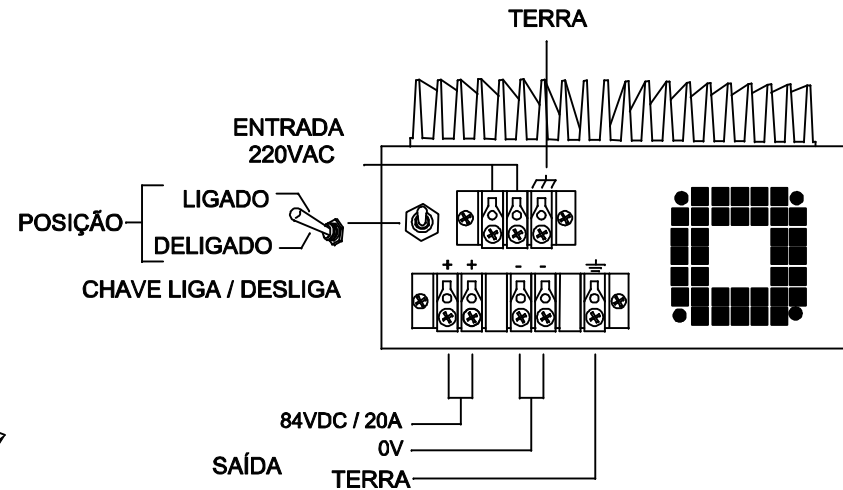 TERRA
ENTRADA
220VAC
LIGADO
POSIÇÃO
DELIGADO
CHAVE LIGA / DESLIGA
+ + - -
84VDC / 20A
0V
SAÍDA
TERRA